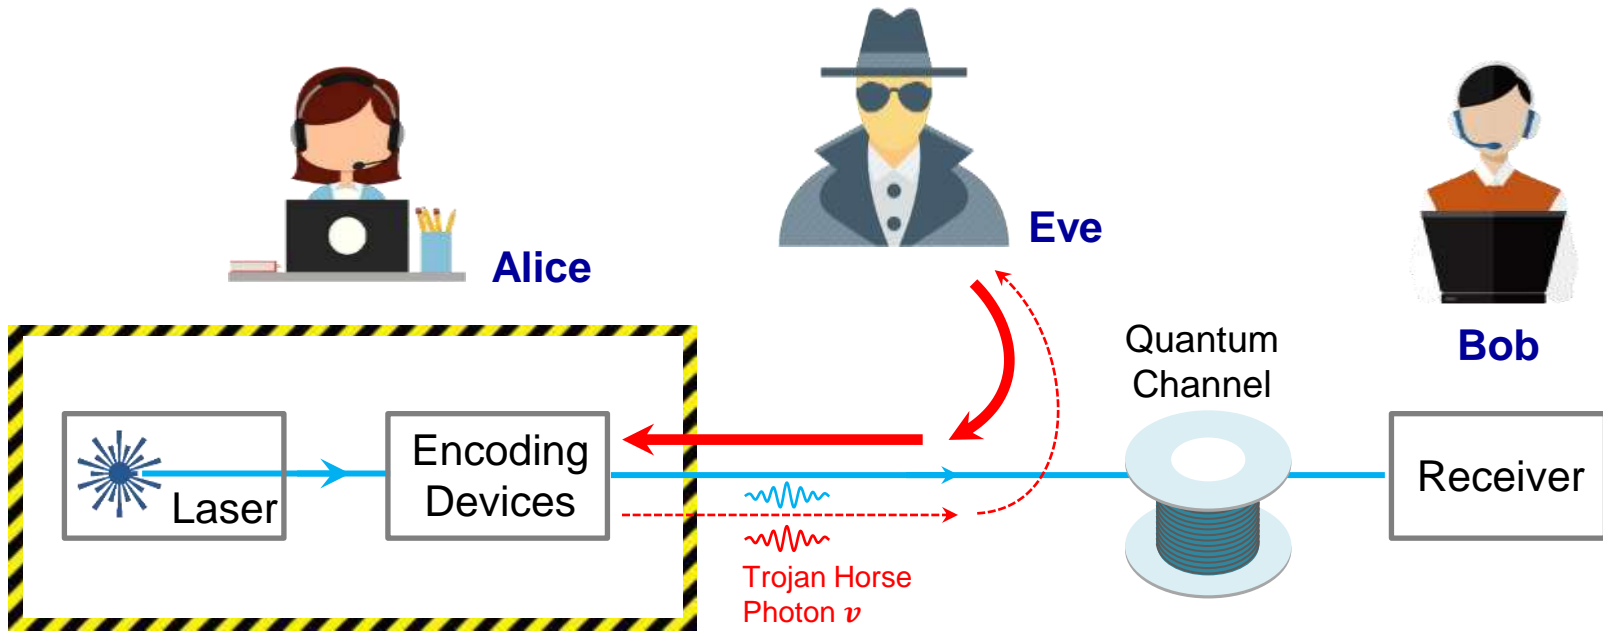 Alice
Eve
Bob
Quantum
Channel
Laser
Encoding
Devices
Receiver
Trojan Horse
Photon v